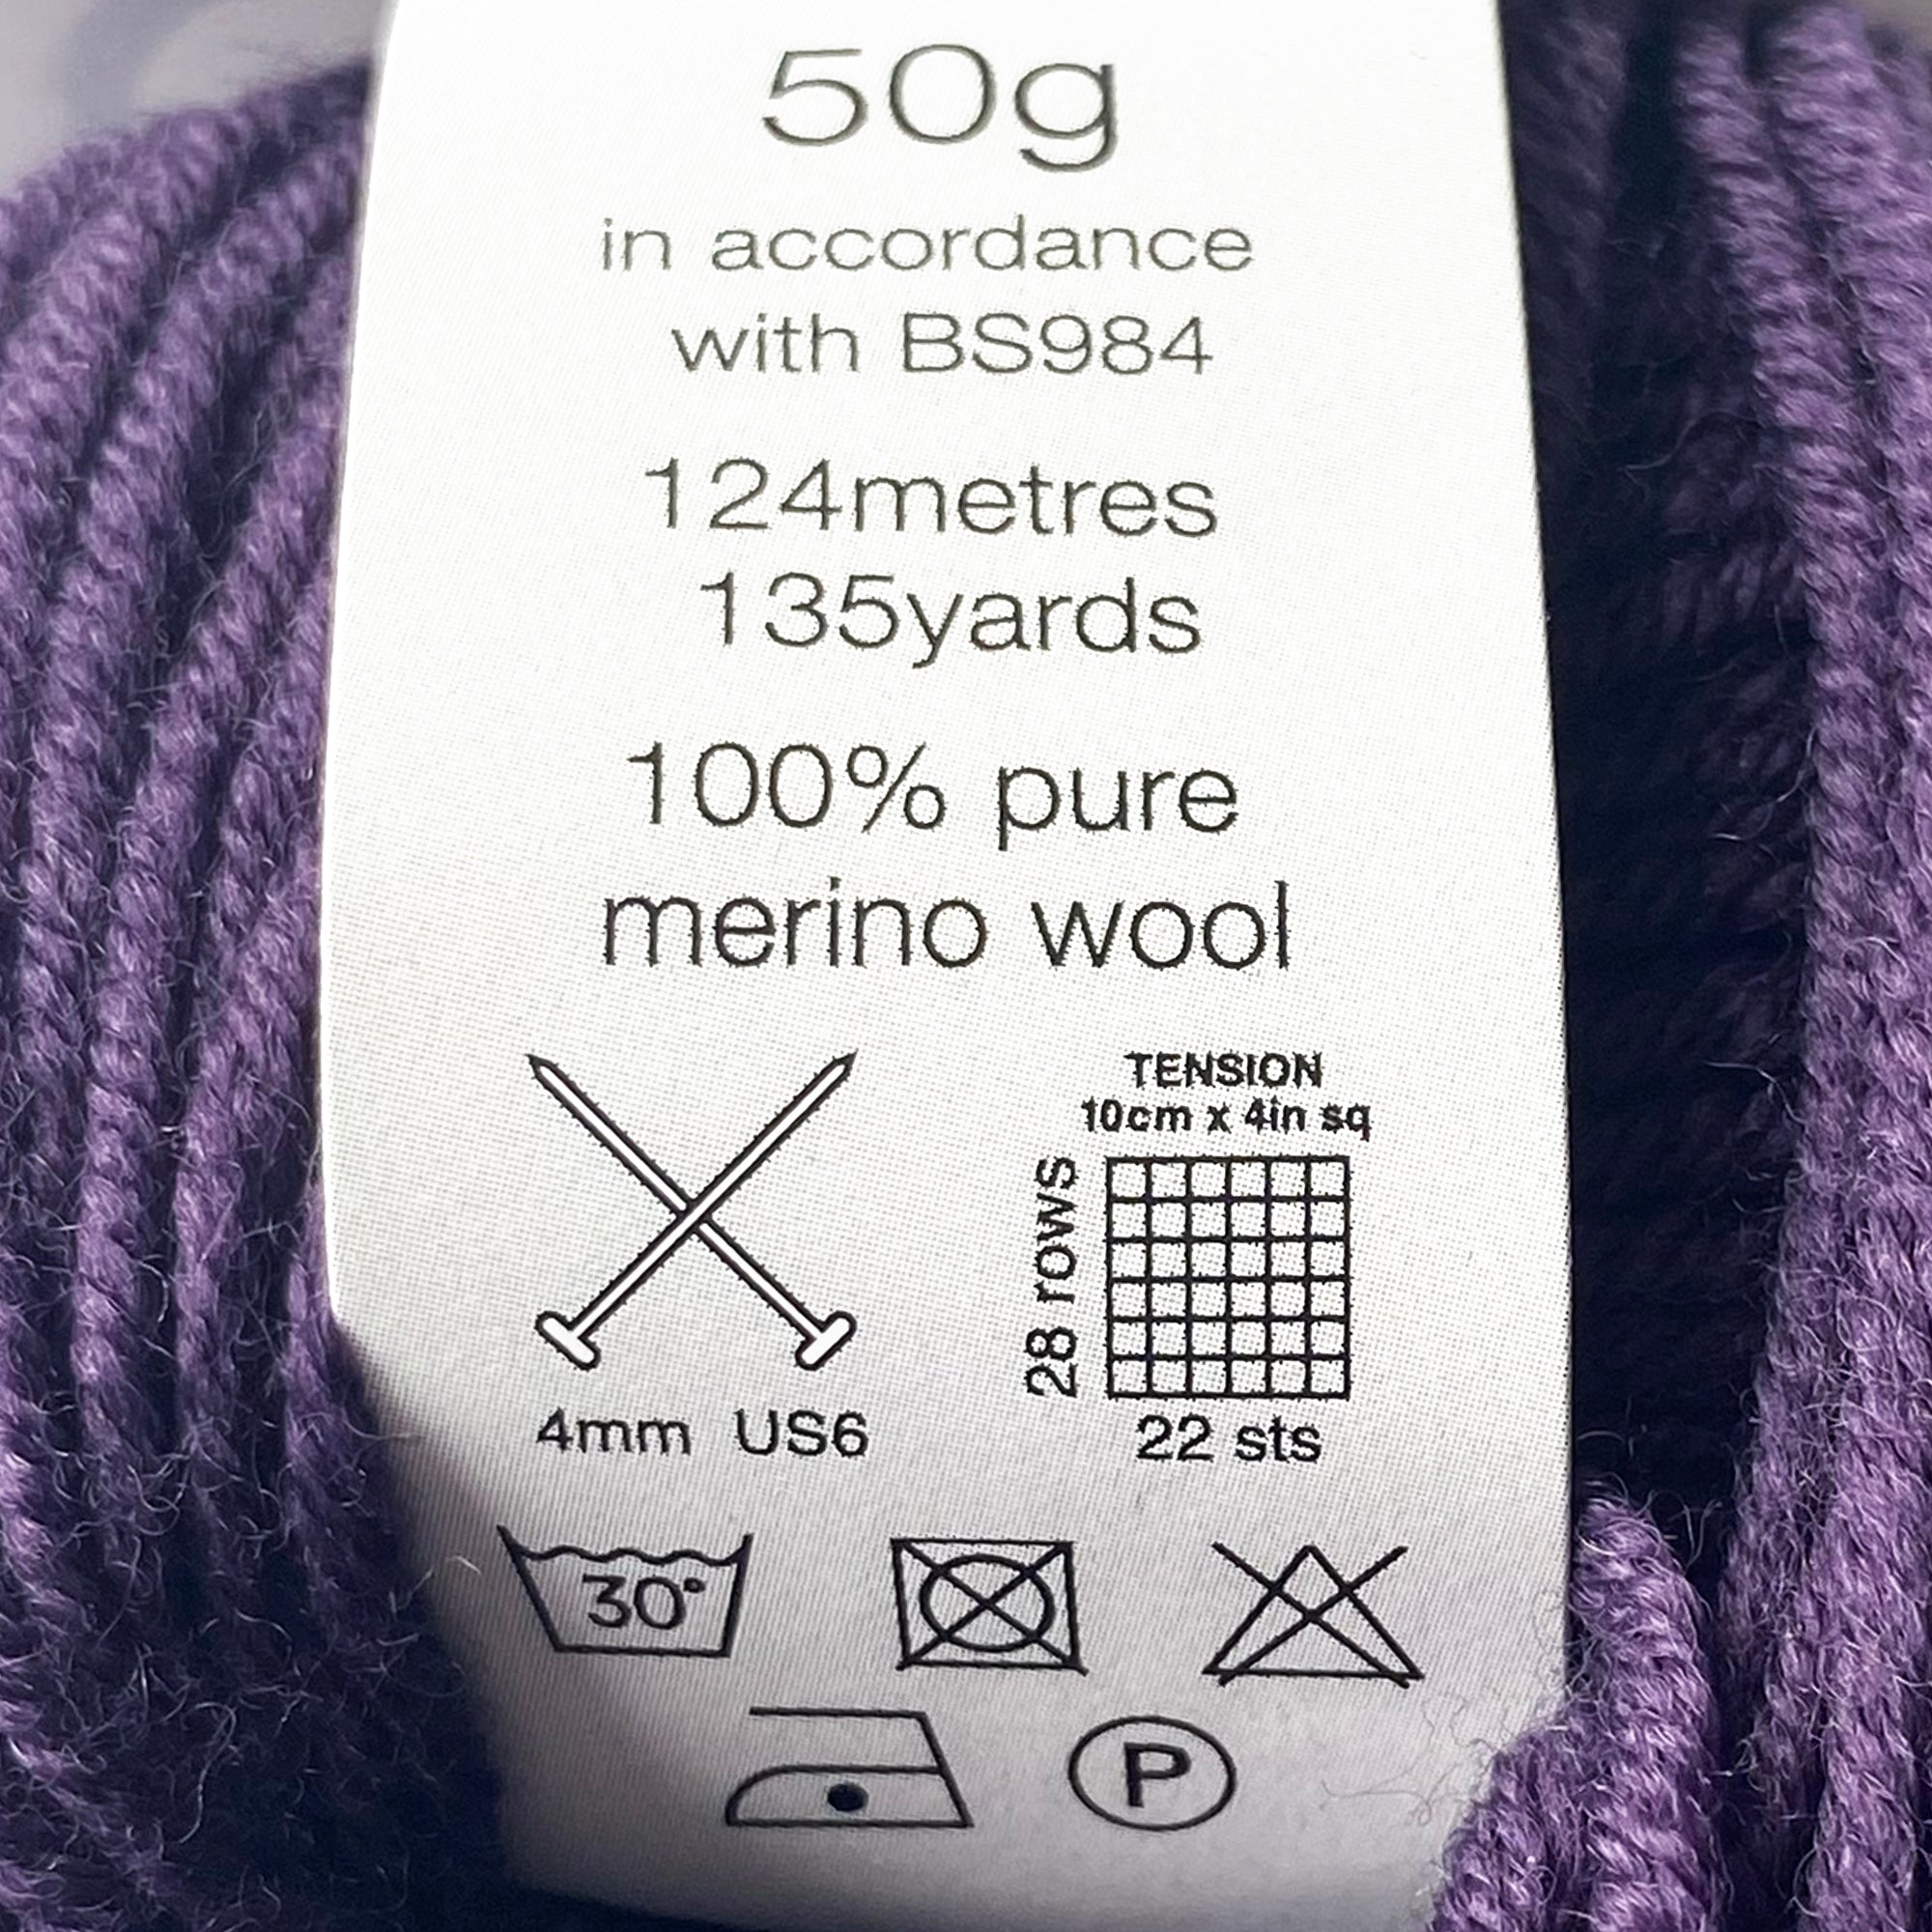 50g
in accordance
with BS984
124metres
135yards
100% pure
merino wool
TENSION
10cm x 4in sq
28 rows
22 sts
4mm US6
30°
P